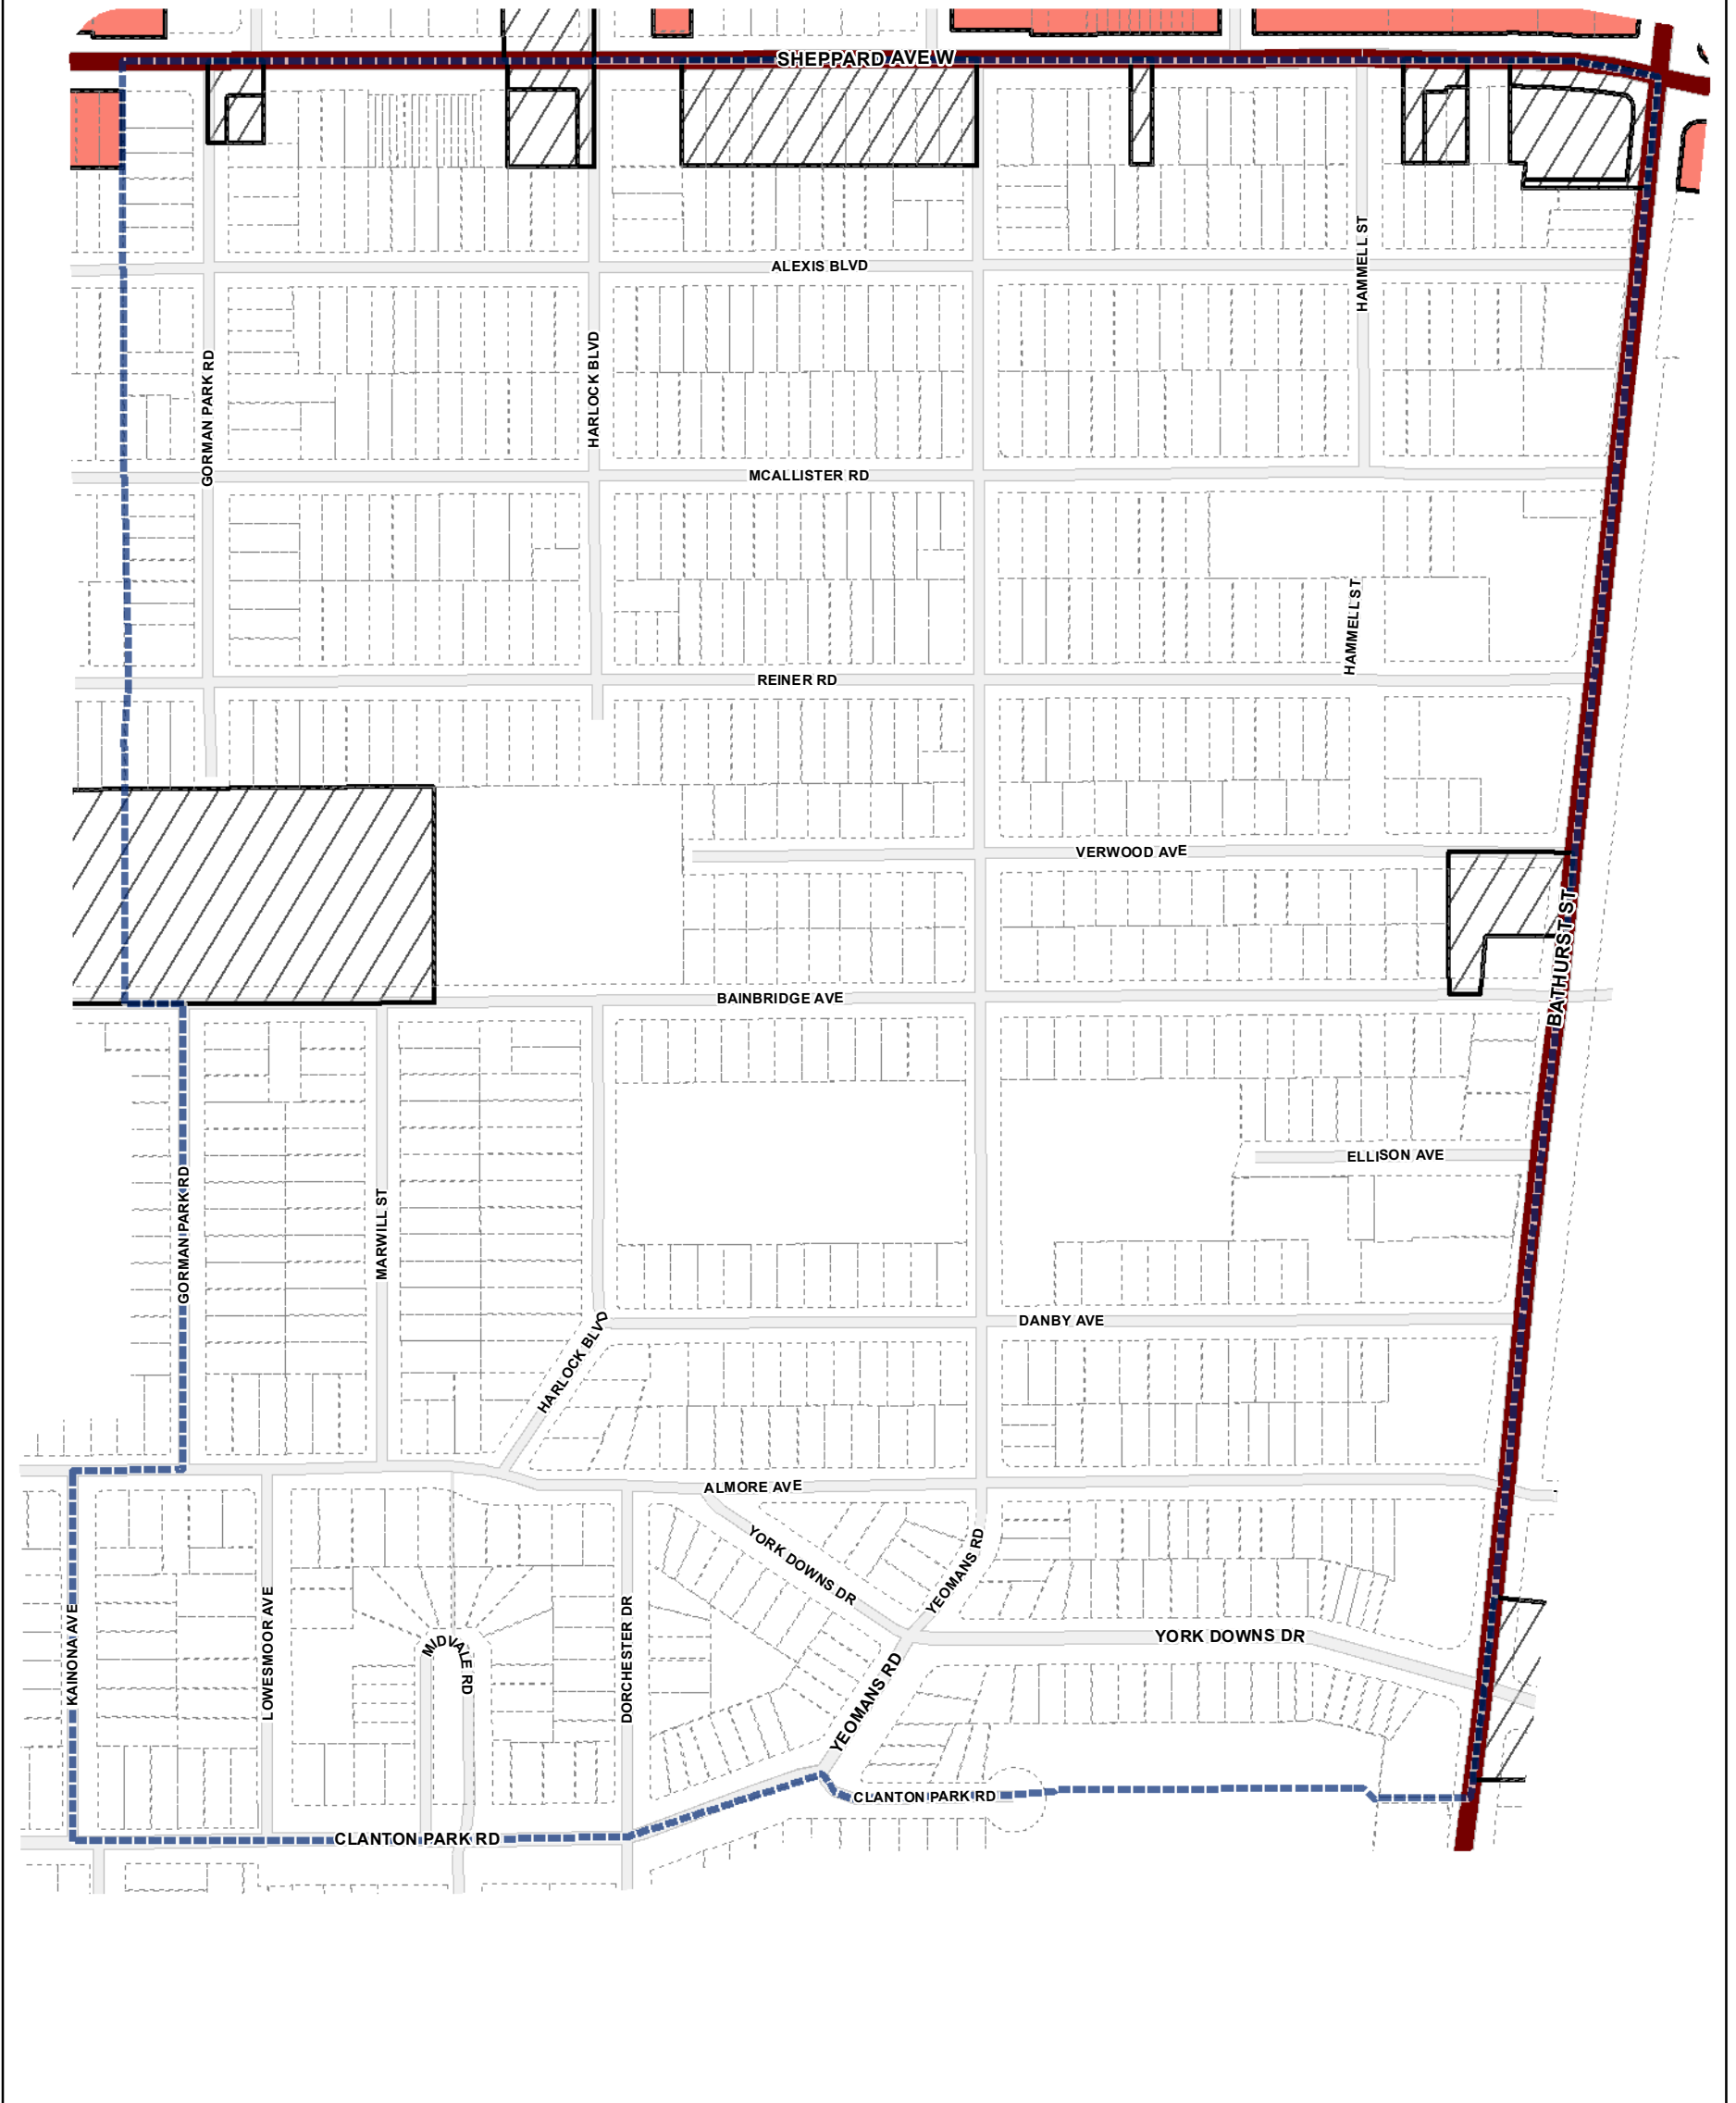 SHEPPARD AVE W
HAMMELL ST
ALEXIS BLVD
HARLOCK BLVD
GORMAN PARK RD
MCALLISTER RD
HAMMELL ST
REINER RD
VERWOOD AVE
BATHURST ST
BAINBRIDGE AVE
ELLISON AVE
GORMAN PARK RD
MARWILL ST
DANBY AVE
HARLOCK BLVD
ALMORE AVE
YORK DOWNS DR
YEOMANS RD
KAINONA AVE
LOWESMOOR AVE
MIDVALE RD
DORCHESTER DR
YORK DOWNS DR
YEOMANS RD
CLANTON PARK RD
CLANTON PARK RD